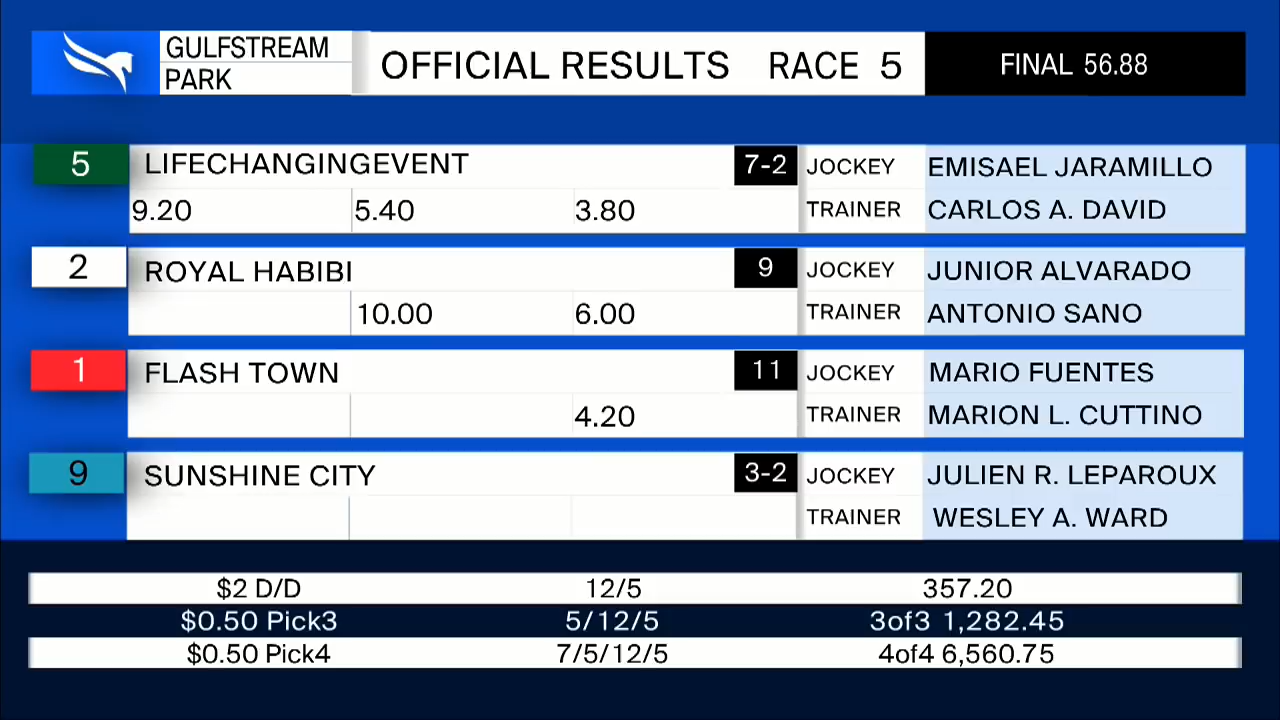 GULFSTREAM
PARK
OFFICIAL RESULTS RACE 5
FINAL 56.88
5 LIFECHANGINGEVENT 7-2 JOCKEY EMISAEL JARAMILLO
9.20 5.40 3.80 TRAINER CARLOS A. DAVID
2 ROYAL HABIBI 9 JOCKEY JUNIOR ALVARADO
10.00 6.00 TRAINER ANTONIO SANO
1 FLASH TOWN 11 JOCKEY MARIO FUENTES
4.20 TRAINER MARION L. CUTTINO
9 SUNSHINE CITY 3-2 JOCKEY JULIEN R. LEPAROUX
TRAINER WESLEY A. WARD
$2 D/D 12/5 357.20
$0.50 Pick3 5/12/5 3of3 1,282.45
$0.50 Pick4 7/5/12/5 4of4 6,560.75